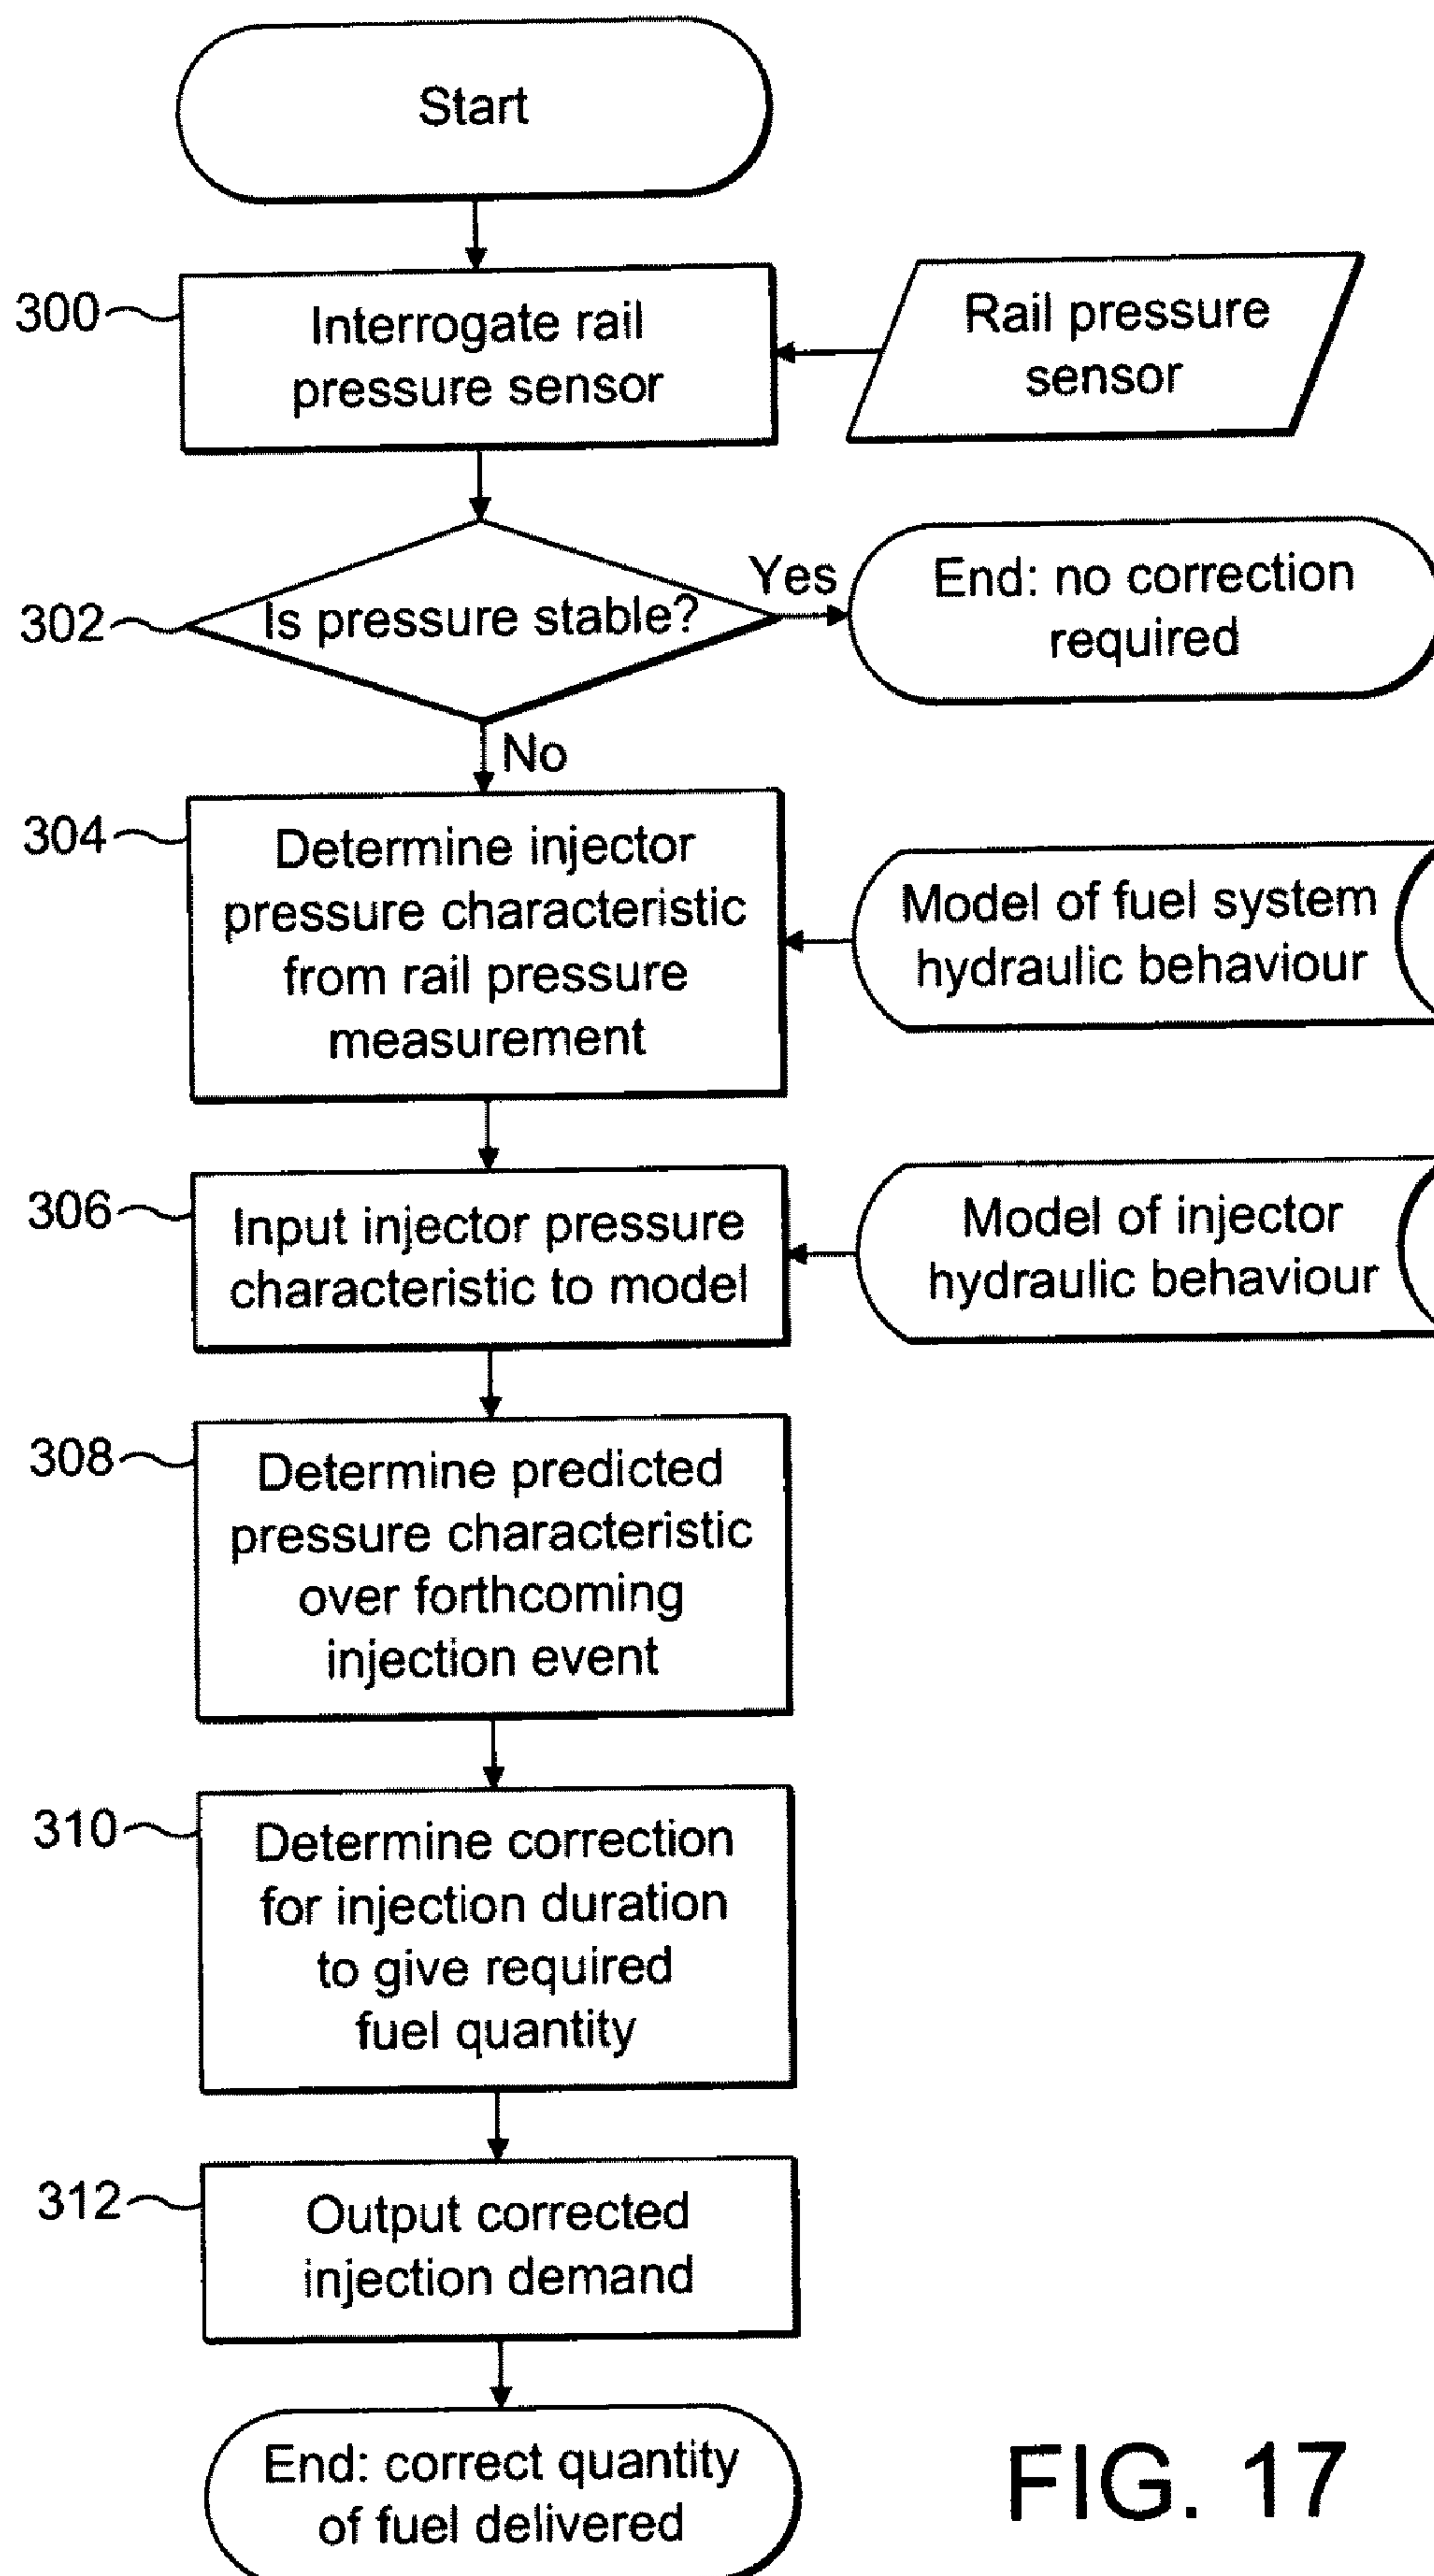 Start
300
Interrogate rail
pressure sensor
Rail pressure
sensor
302
Is pressure stable?
Yes
End: no correction
required
No
304
Determine injector
pressure characteristic
from rail pressure
measurement
Model of fuel system
hydraulic behaviour
306
Input injector pressure
characteristic to model
Model of injector
hydraulic behaviour
308
Determine predicted
pressure characteristic
over forthcoming
injection event
310
Determine correction
for injection duration
to give required
fuel quantity
312
Output corrected
injection demand
End: correct quantity
of fuel delivered
FIG. 17